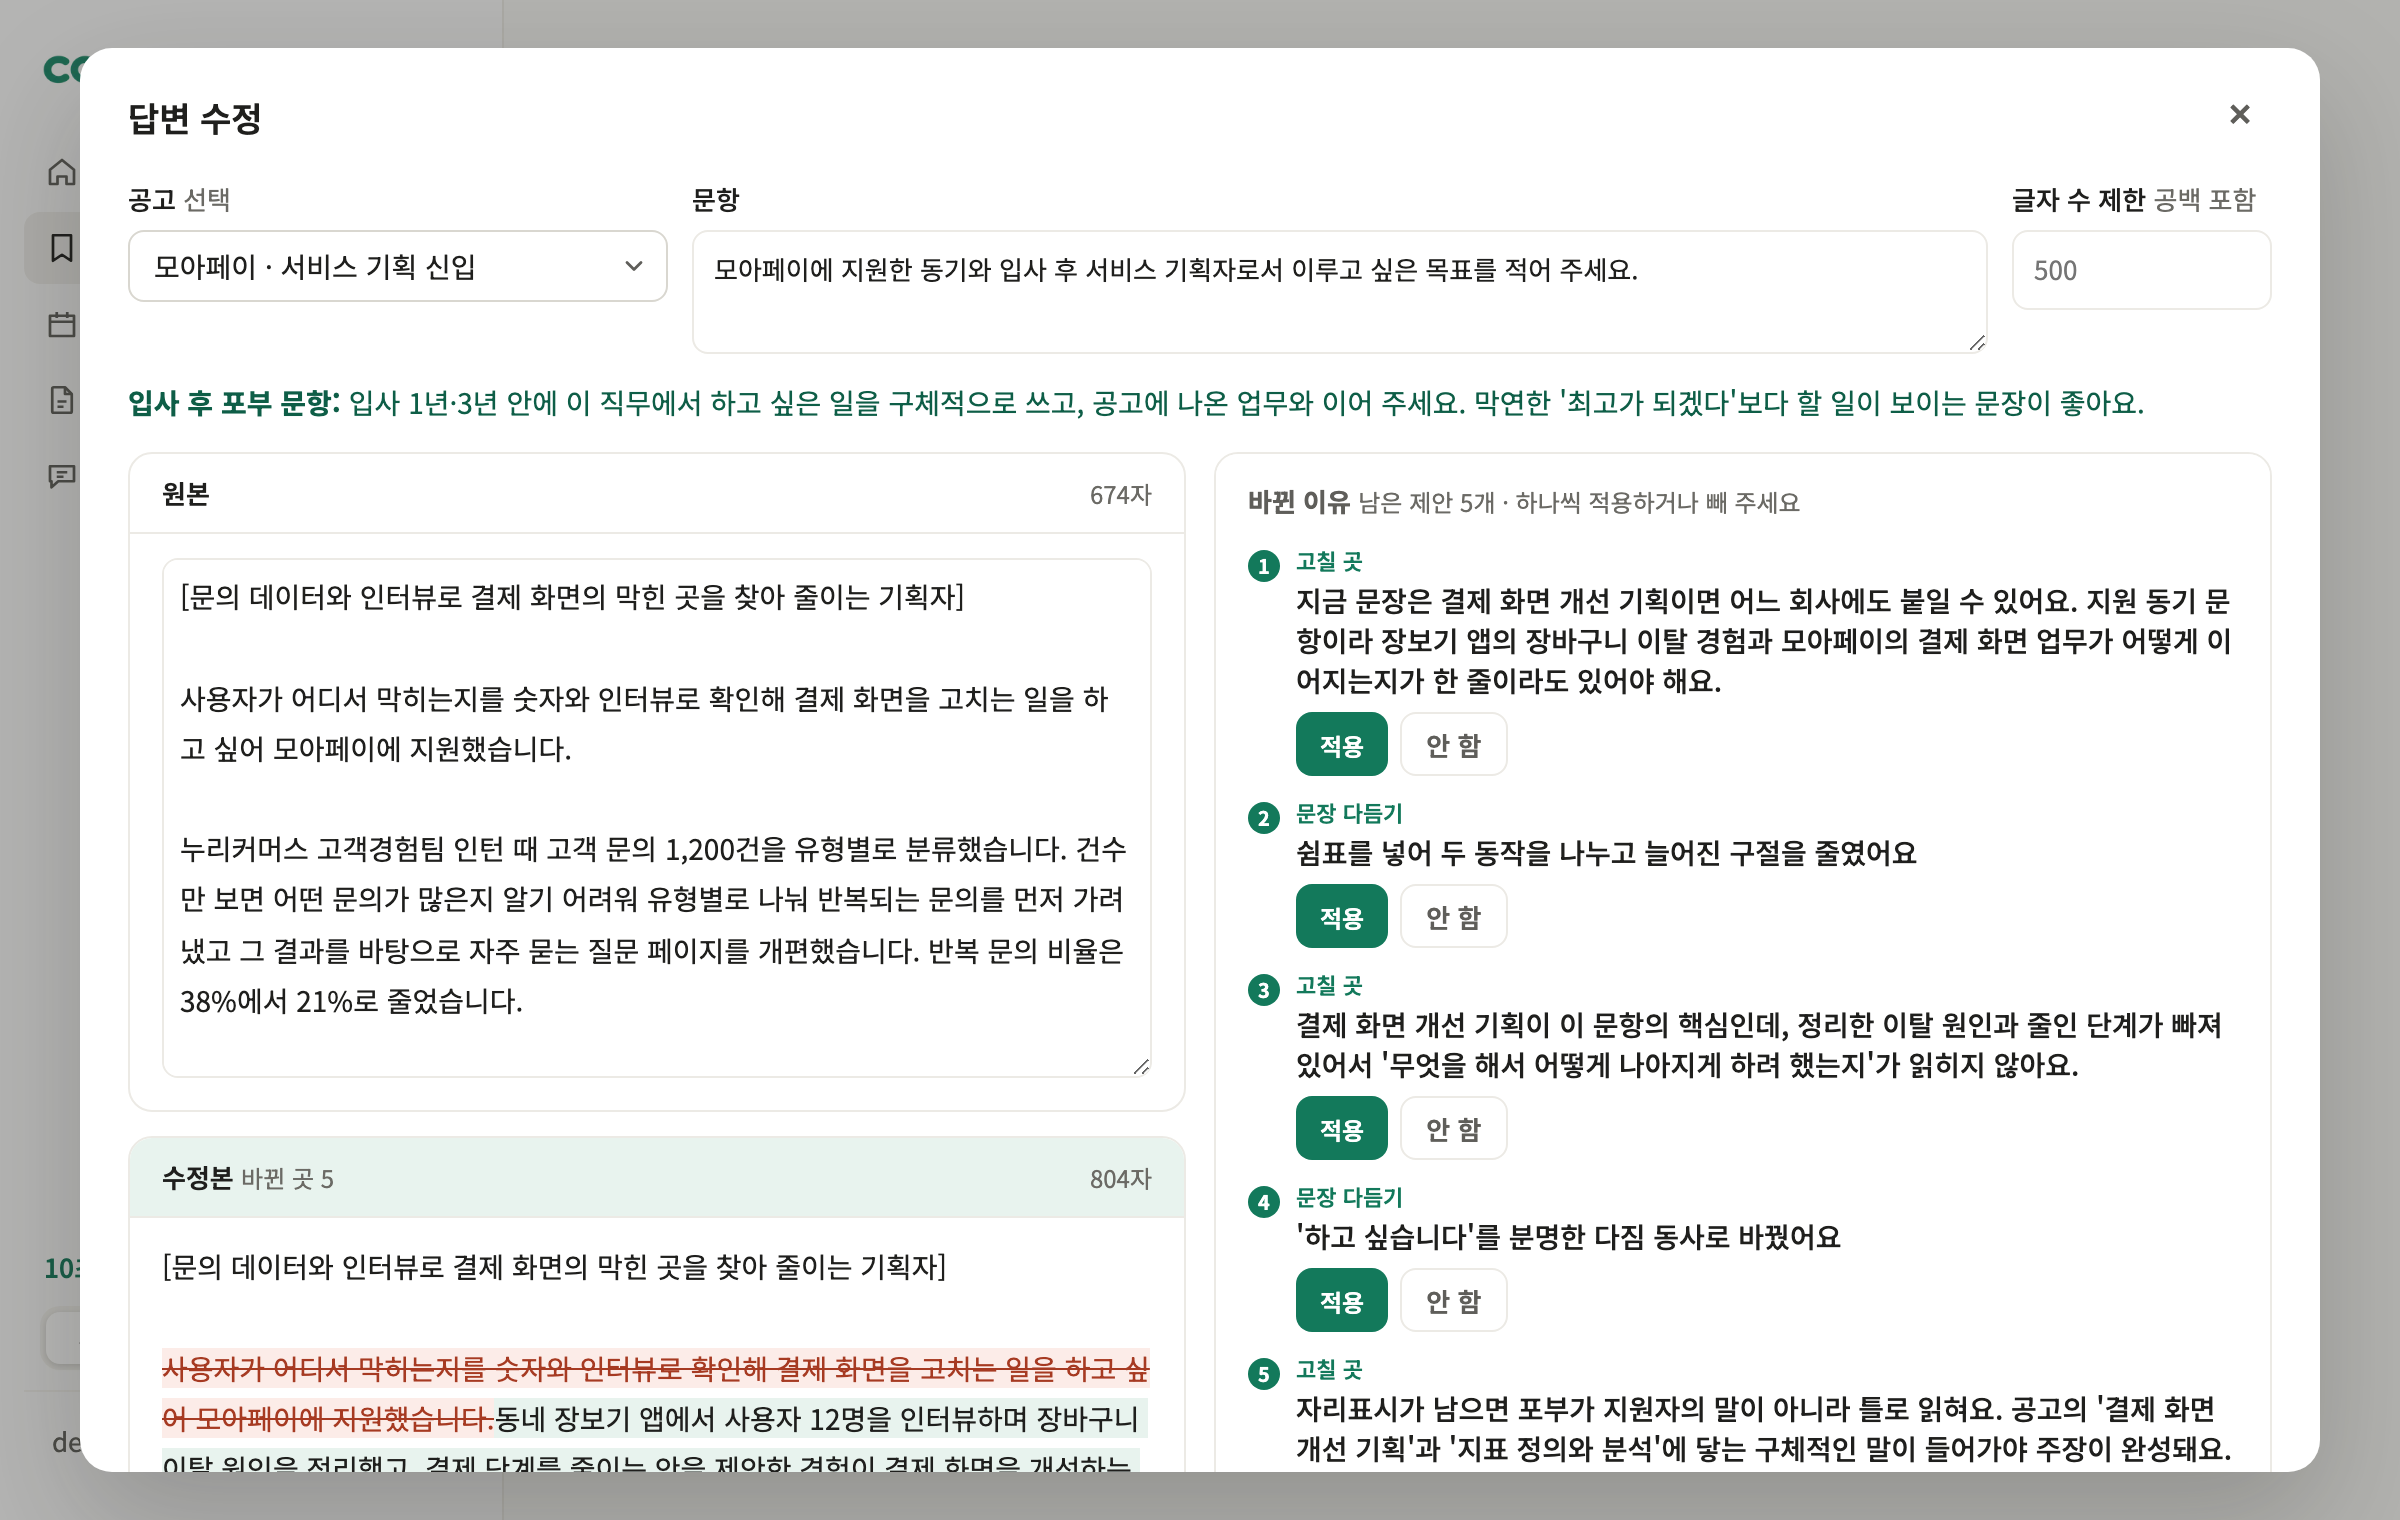 답변 수정
공고 선택
모아페이 · 서비스 기획 신입
문항
모아페이에 지원한 동기와 입사 후 서비스 기획자로서 이루고 싶은 목표를 적어 주세요.
글자 수 제한 공백 포함
500
입사 후 포부 문항: 입사 1년·3년 안에 이 직무에서 하고 싶은 일을 구체적으로 쓰고, 공고에 나온 업무와 이어 주세요. 막연한 '최고가 되겠다'보다 할 일이 보이는 문장이 좋아요.
원본 674자
[문의 데이터와 인터뷰로 결제 화면의 막힌 곳을 찾아 줄이는 기획자]
사용자가 어디서 막히는지를 숫자와 인터뷰로 확인해 결제 화면을 고치는 일을 하
고 싶어 모아페이에 지원했습니다.
누리커머스 고객경험팀 인턴 때 고객 문의 1,200건을 유형별로 분류했습니다. 건수
만 보면 어떤 문의가 많은지 알기 어려워 유형별로 나눠 반복되는 문의를 먼저 가려
냈고 그 결과를 바탕으로 자주 묻는 질문 페이지를 개편했습니다. 반복 문의 비율은
38%에서 21%로 줄었습니다.
수정본 바뀐 곳 5 804자
[문의 데이터와 인터뷰로 결제 화면의 막힌 곳을 찾아 줄이는 기획자]
사용자가 어디서 막히는지를 숫자와 인터뷰로 확인해 결제 화면을 고치는 일을 하고 싶
어 모아페이에 지원했습니다.동네 장보기 앱에서 사용자 12명을 인터뷰하며 장바구니
이탈 원인을 정리했고, 결제 단계를 줄이는 안을 제안한 경험이 결제 화면을 개선하는
바뀐 이유 남은 제안 5개 · 하나씩 적용하거나 빼 주세요
1 고칠 곳
지금 문장은 결제 화면 개선 기획이면 어느 회사에도 붙일 수 있어요. 지원 동기 문
항이라 장보기 앱의 장바구니 이탈 경험과 모아페이의 결제 화면 업무가 어떻게 이
어지는지가 한 줄이라도 있어야 해요.
적용 안 함
2 문장 다듬기
쉼표를 넣어 두 동작을 나누고 늘어진 구절을 줄였어요
적용 안 함
3 고칠 곳
결제 화면 개선 기획이 이 문항의 핵심인데, 정리한 이탈 원인과 줄인 단계가 빠져
있어서 '무엇을 해서 어떻게 나아지게 하려 했는지'가 읽히지 않아요.
적용 안 함
4 문장 다듬기
'하고 싶습니다'를 분명한 다짐 동사로 바꿨어요
적용 안 함
5 고칠 곳
자리표시가 남으면 포부가 지원자의 말이 아니라 틀로 읽혀요. 공고의 '결제 화면
개선 기획'과 '지표 정의와 분석'에 닿는 구체적인 말이 들어가야 주장이 완성돼요.